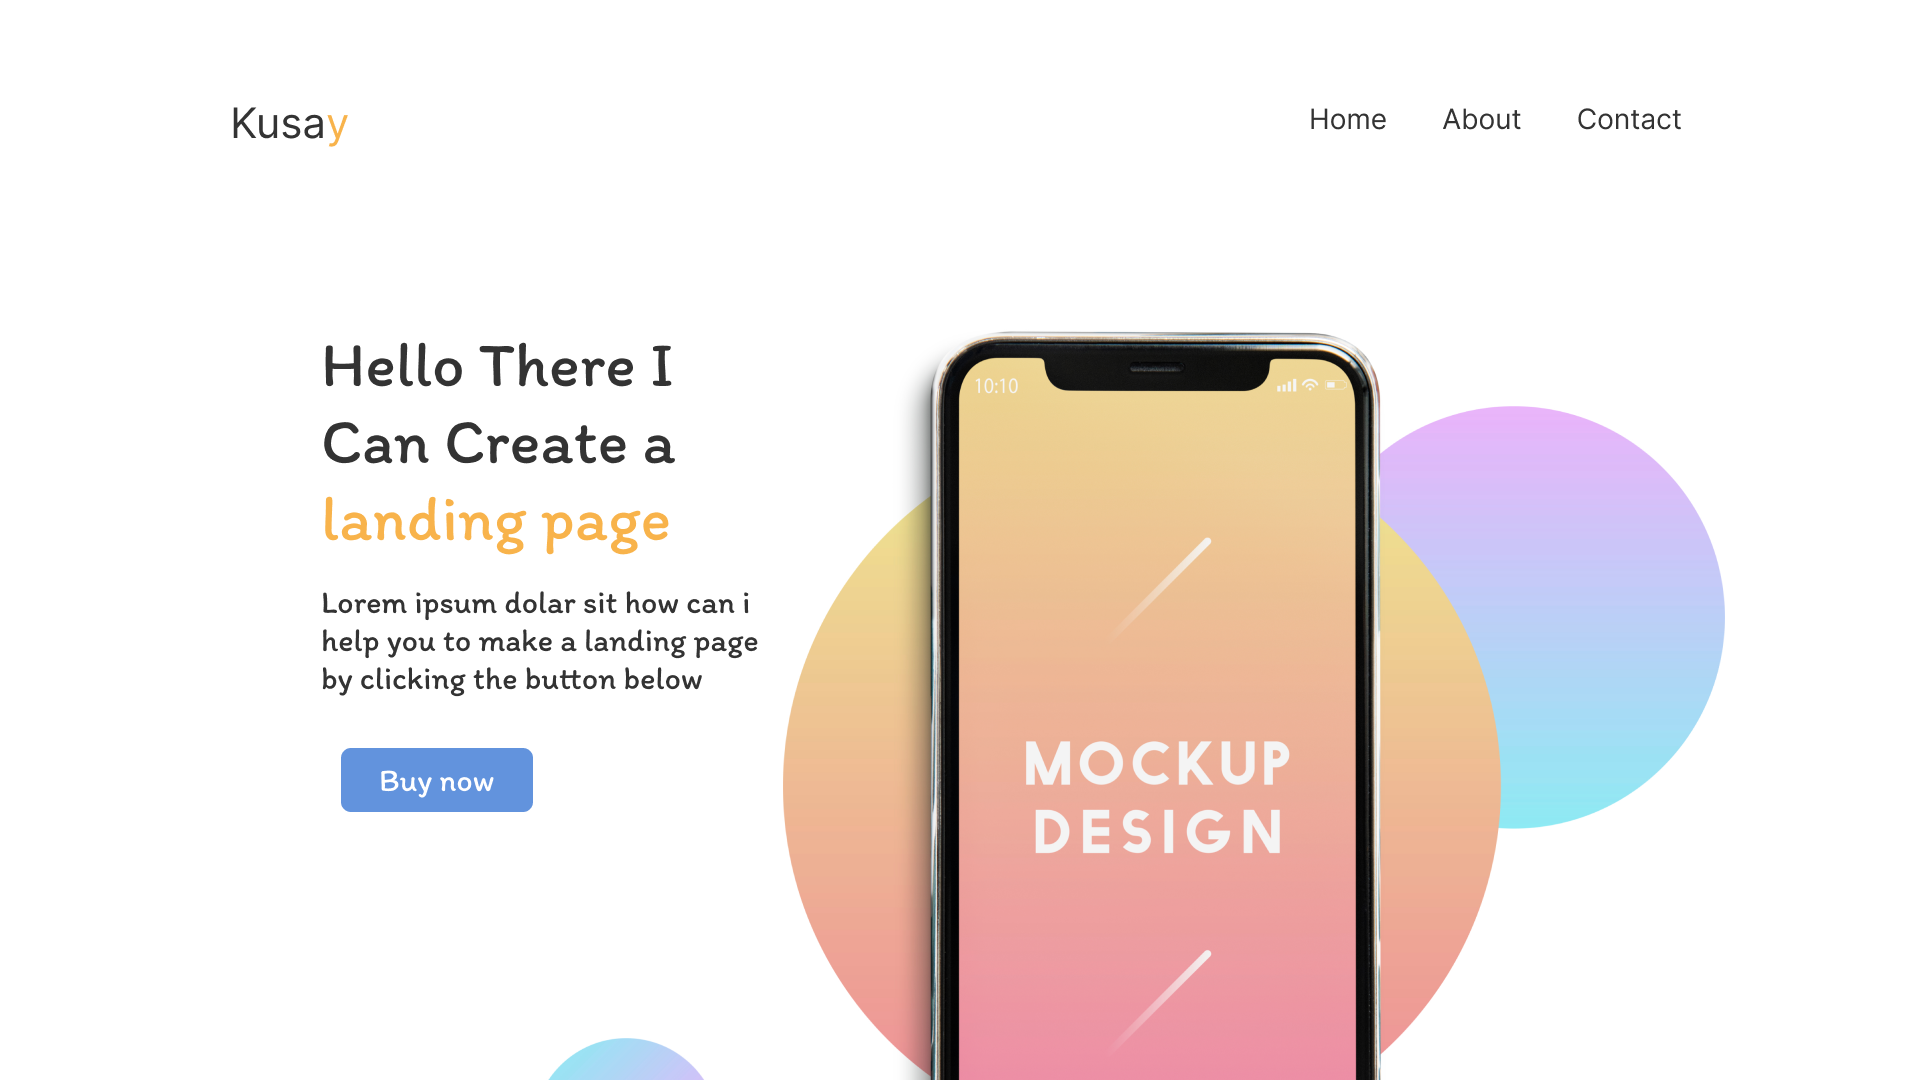 Kusay
Home About Contact
Hello There I
Can Create a
landing page
Lorem ipsum dolar sit how can i
help you to make a landing page
by clicking the button below
Buy now
10:10
MOCKUP
DESIGN